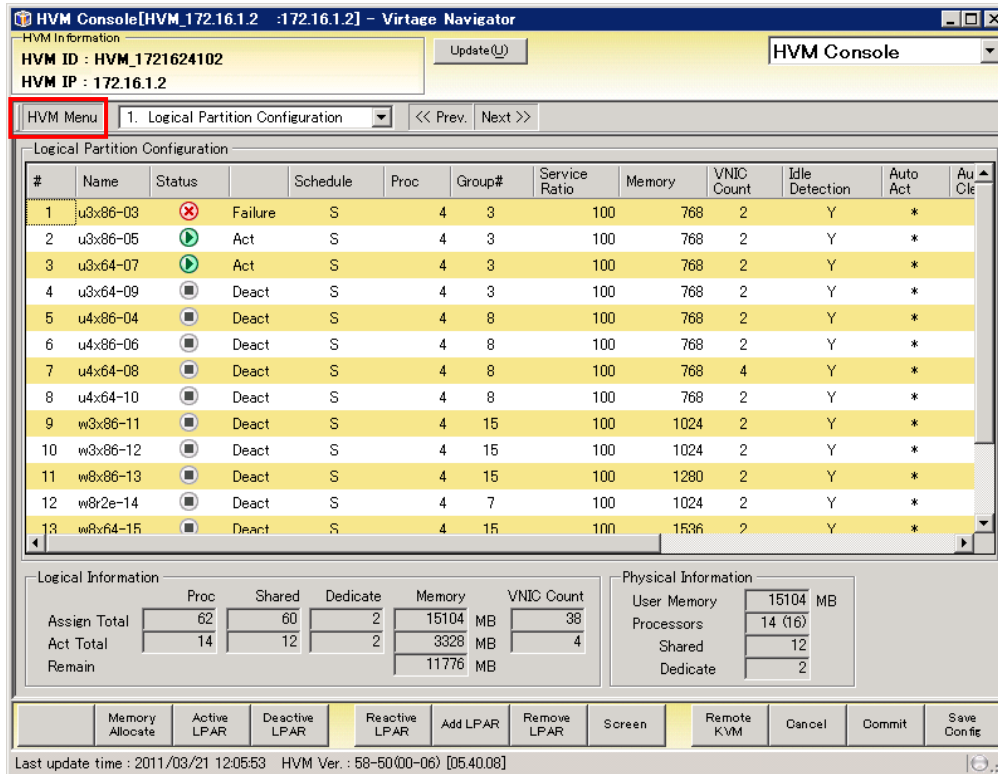 HVM Console[HVM_172.16.1.2 :172.16.1.2] - Virtage Navigator
HVM Information
HVM ID : HVM_1721624102
HVM IP : 172.16.1.2
Update(U)
HVM Console
HVM Menu 1. Logical Partition Configuration << Prev. Next >>
Logical Partition Configuration
# Name Status Schedule Proc Group# Service Ratio Memory VNIC Count Idle Detection Auto Act Au Cle
1 u3x86-03 Failure S 4 3 100 768 2 Y *
2 u3x86-05 Act S 4 3 100 768 2 Y *
3 u3x64-07 Act S 4 3 100 768 2 Y *
4 u3x64-09 Deact S 4 3 100 768 2 Y *
5 u4x86-04 Deact S 4 8 100 768 2 Y *
6 u4x86-06 Deact S 4 8 100 768 2 Y *
7 u4x64-08 Deact S 4 8 100 768 4 Y *
8 u4x64-10 Deact S 4 8 100 768 2 Y *
9 w3x86-11 Deact S 4 15 100 1024 2 Y *
10 w3x86-12 Deact S 4 15 100 1024 2 Y *
11 w8x86-13 Deact S 4 15 100 1280 2 Y *
12 w8r2e-14 Deact S 4 7 100 1024 2 Y *
13 w8x64-15 Deact S 4 15 100 1536 2 Y *
Logical Information
Proc Shared Dedicate Memory VNIC Count
Assign Total 62 60 2 15104 MB 38
Act Total 14 12 2 3328 MB 4
Remain 11776 MB
Physical Information
User Memory 15104 MB
Processors 14 (16)
Shared 12
Dedicate 2
Memory Allocate Active LPAR Deactive LPAR Reactive LPAR Add LPAR Remove LPAR Screen Remote KVM Cancel Commit Save Config
Last update time : 2011/03/21 12:05:53 HVM Ver. : 58-50(00-06) [05.40.08]